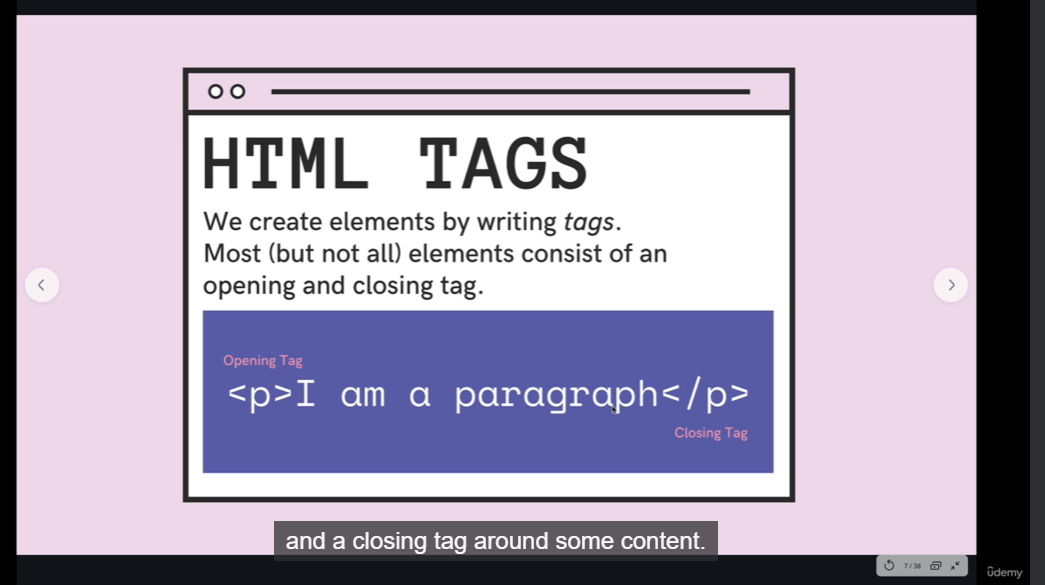 HTML TAGS
We create elements by writing tags.
Most (but not all) elements consist of an
opening and closing tag.
Opening Tag
<p>I am a paragraph</p>
Closing Tag
and a closing tag around some content.
7/38
ûdemy